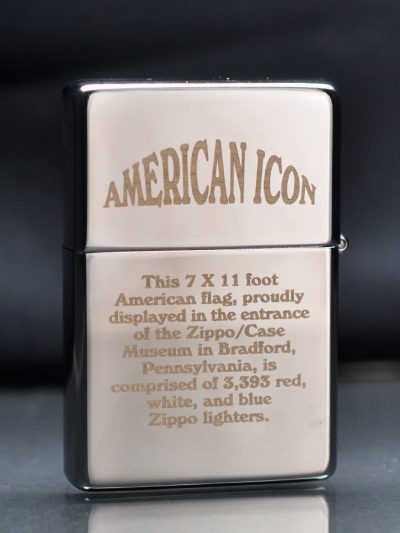 AMERICAN ICON
This 7 X 11 foot
American flag, proudly
displayed in the entrance
of the Zippo/Case
Museum in Bradford,
Pennsylvania, is
comprised of 3,393 red,
white, and blue
Zippo lighters.